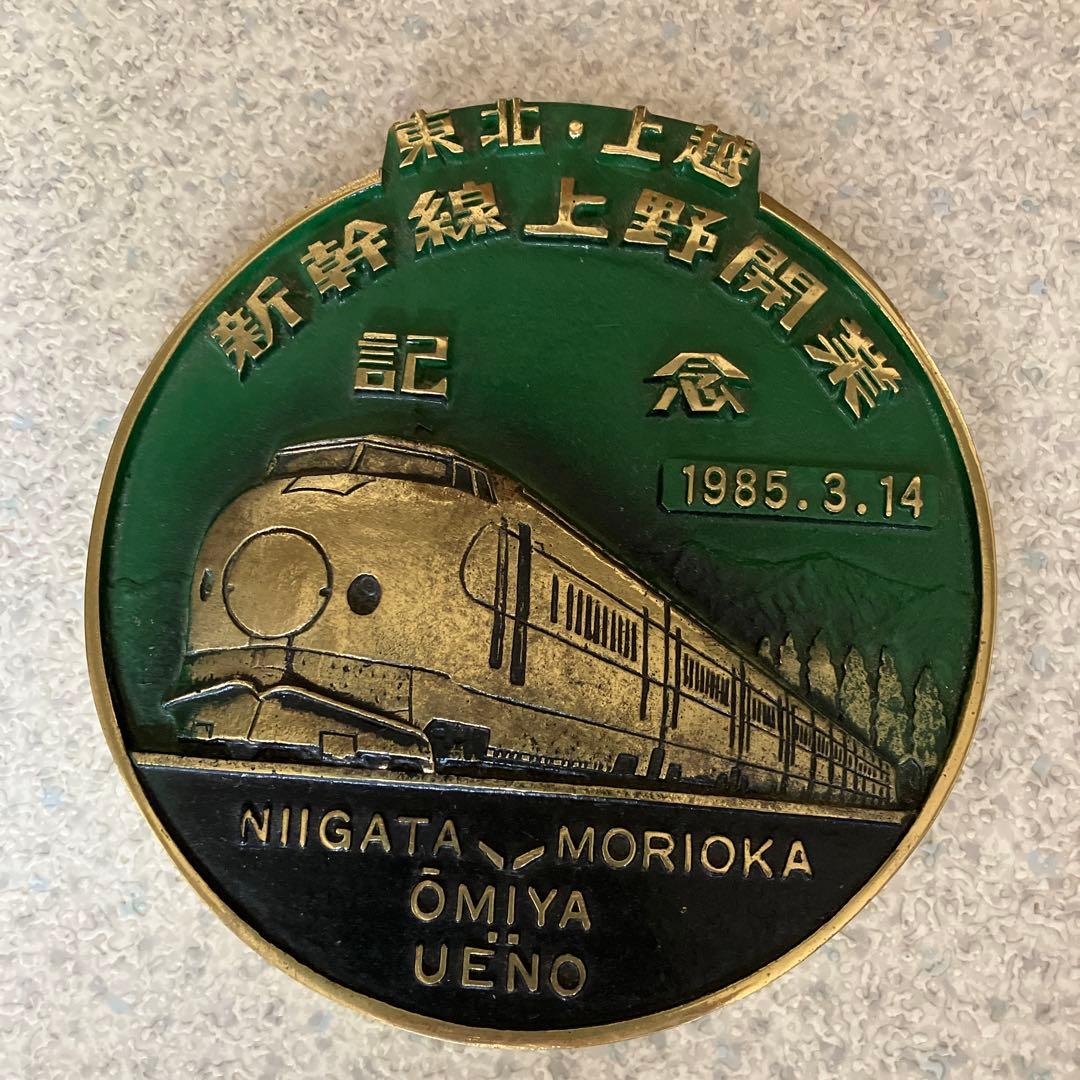 東北・上越
新幹線上野開業
記念
1985.3.14
NIIGATA MORIOKA
ŌMIYA
UENO